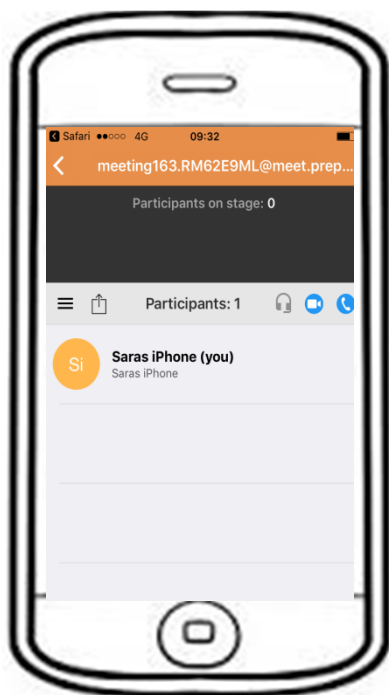 Safari 4G 09:32
meeting163.RM62E9ML@meet.prep...
Participants on stage: 0
Participants: 1
Si
Saras iPhone (you)
Saras iPhone